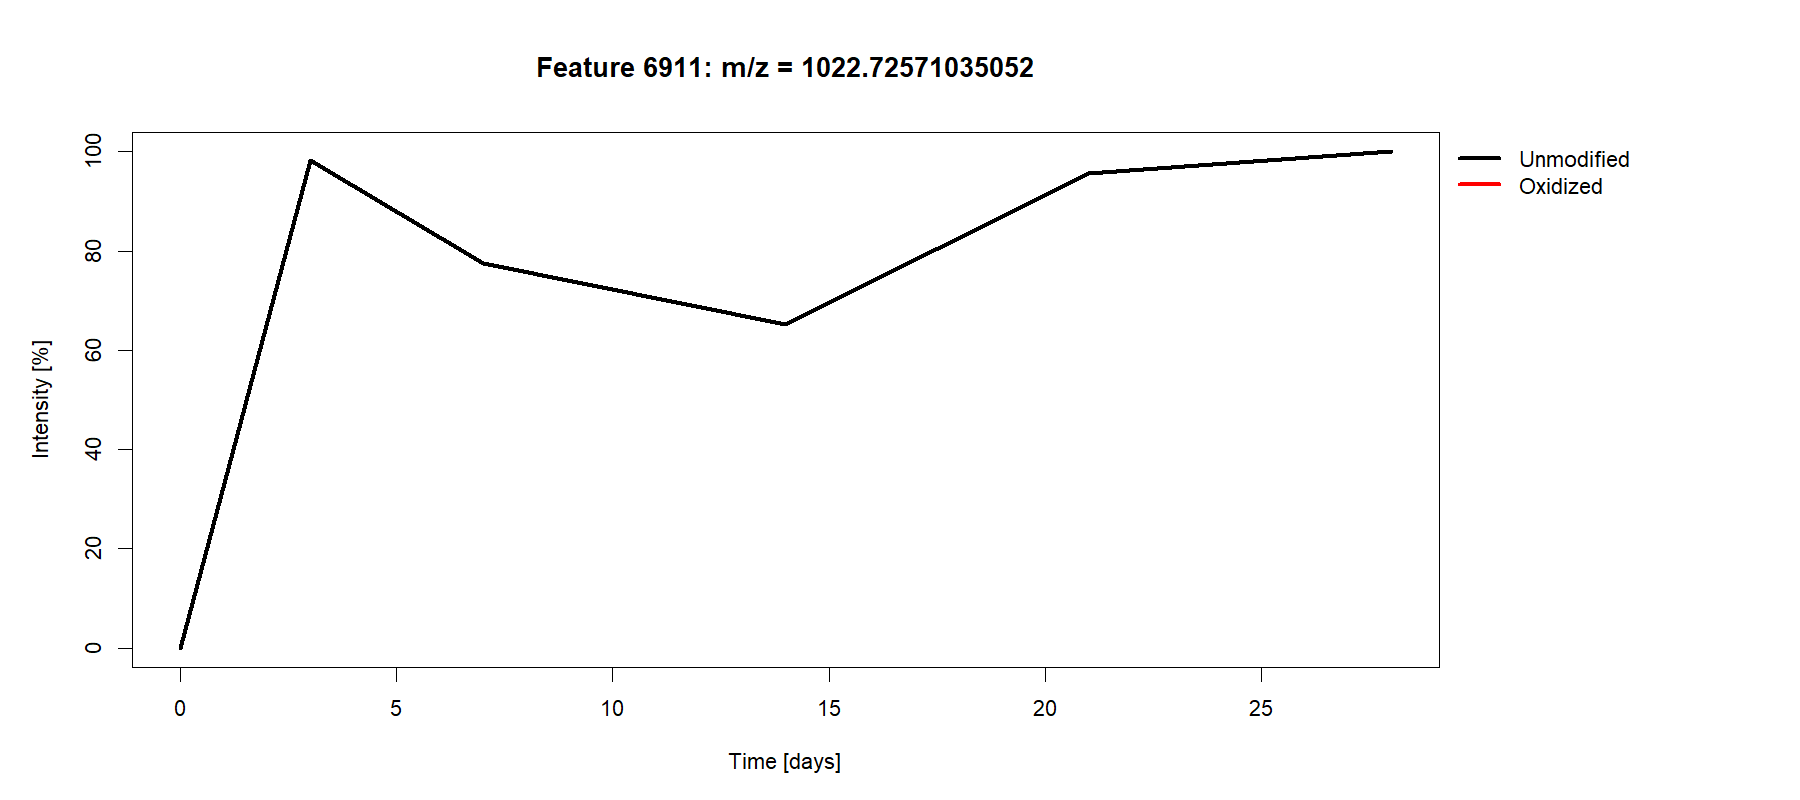 Feature 6911: m/z = 1022.72571035052
Unmodified
Oxidized
Intensity [%]
100
80
60
40
20
0
0 5 10 15 20 25
Time [days]